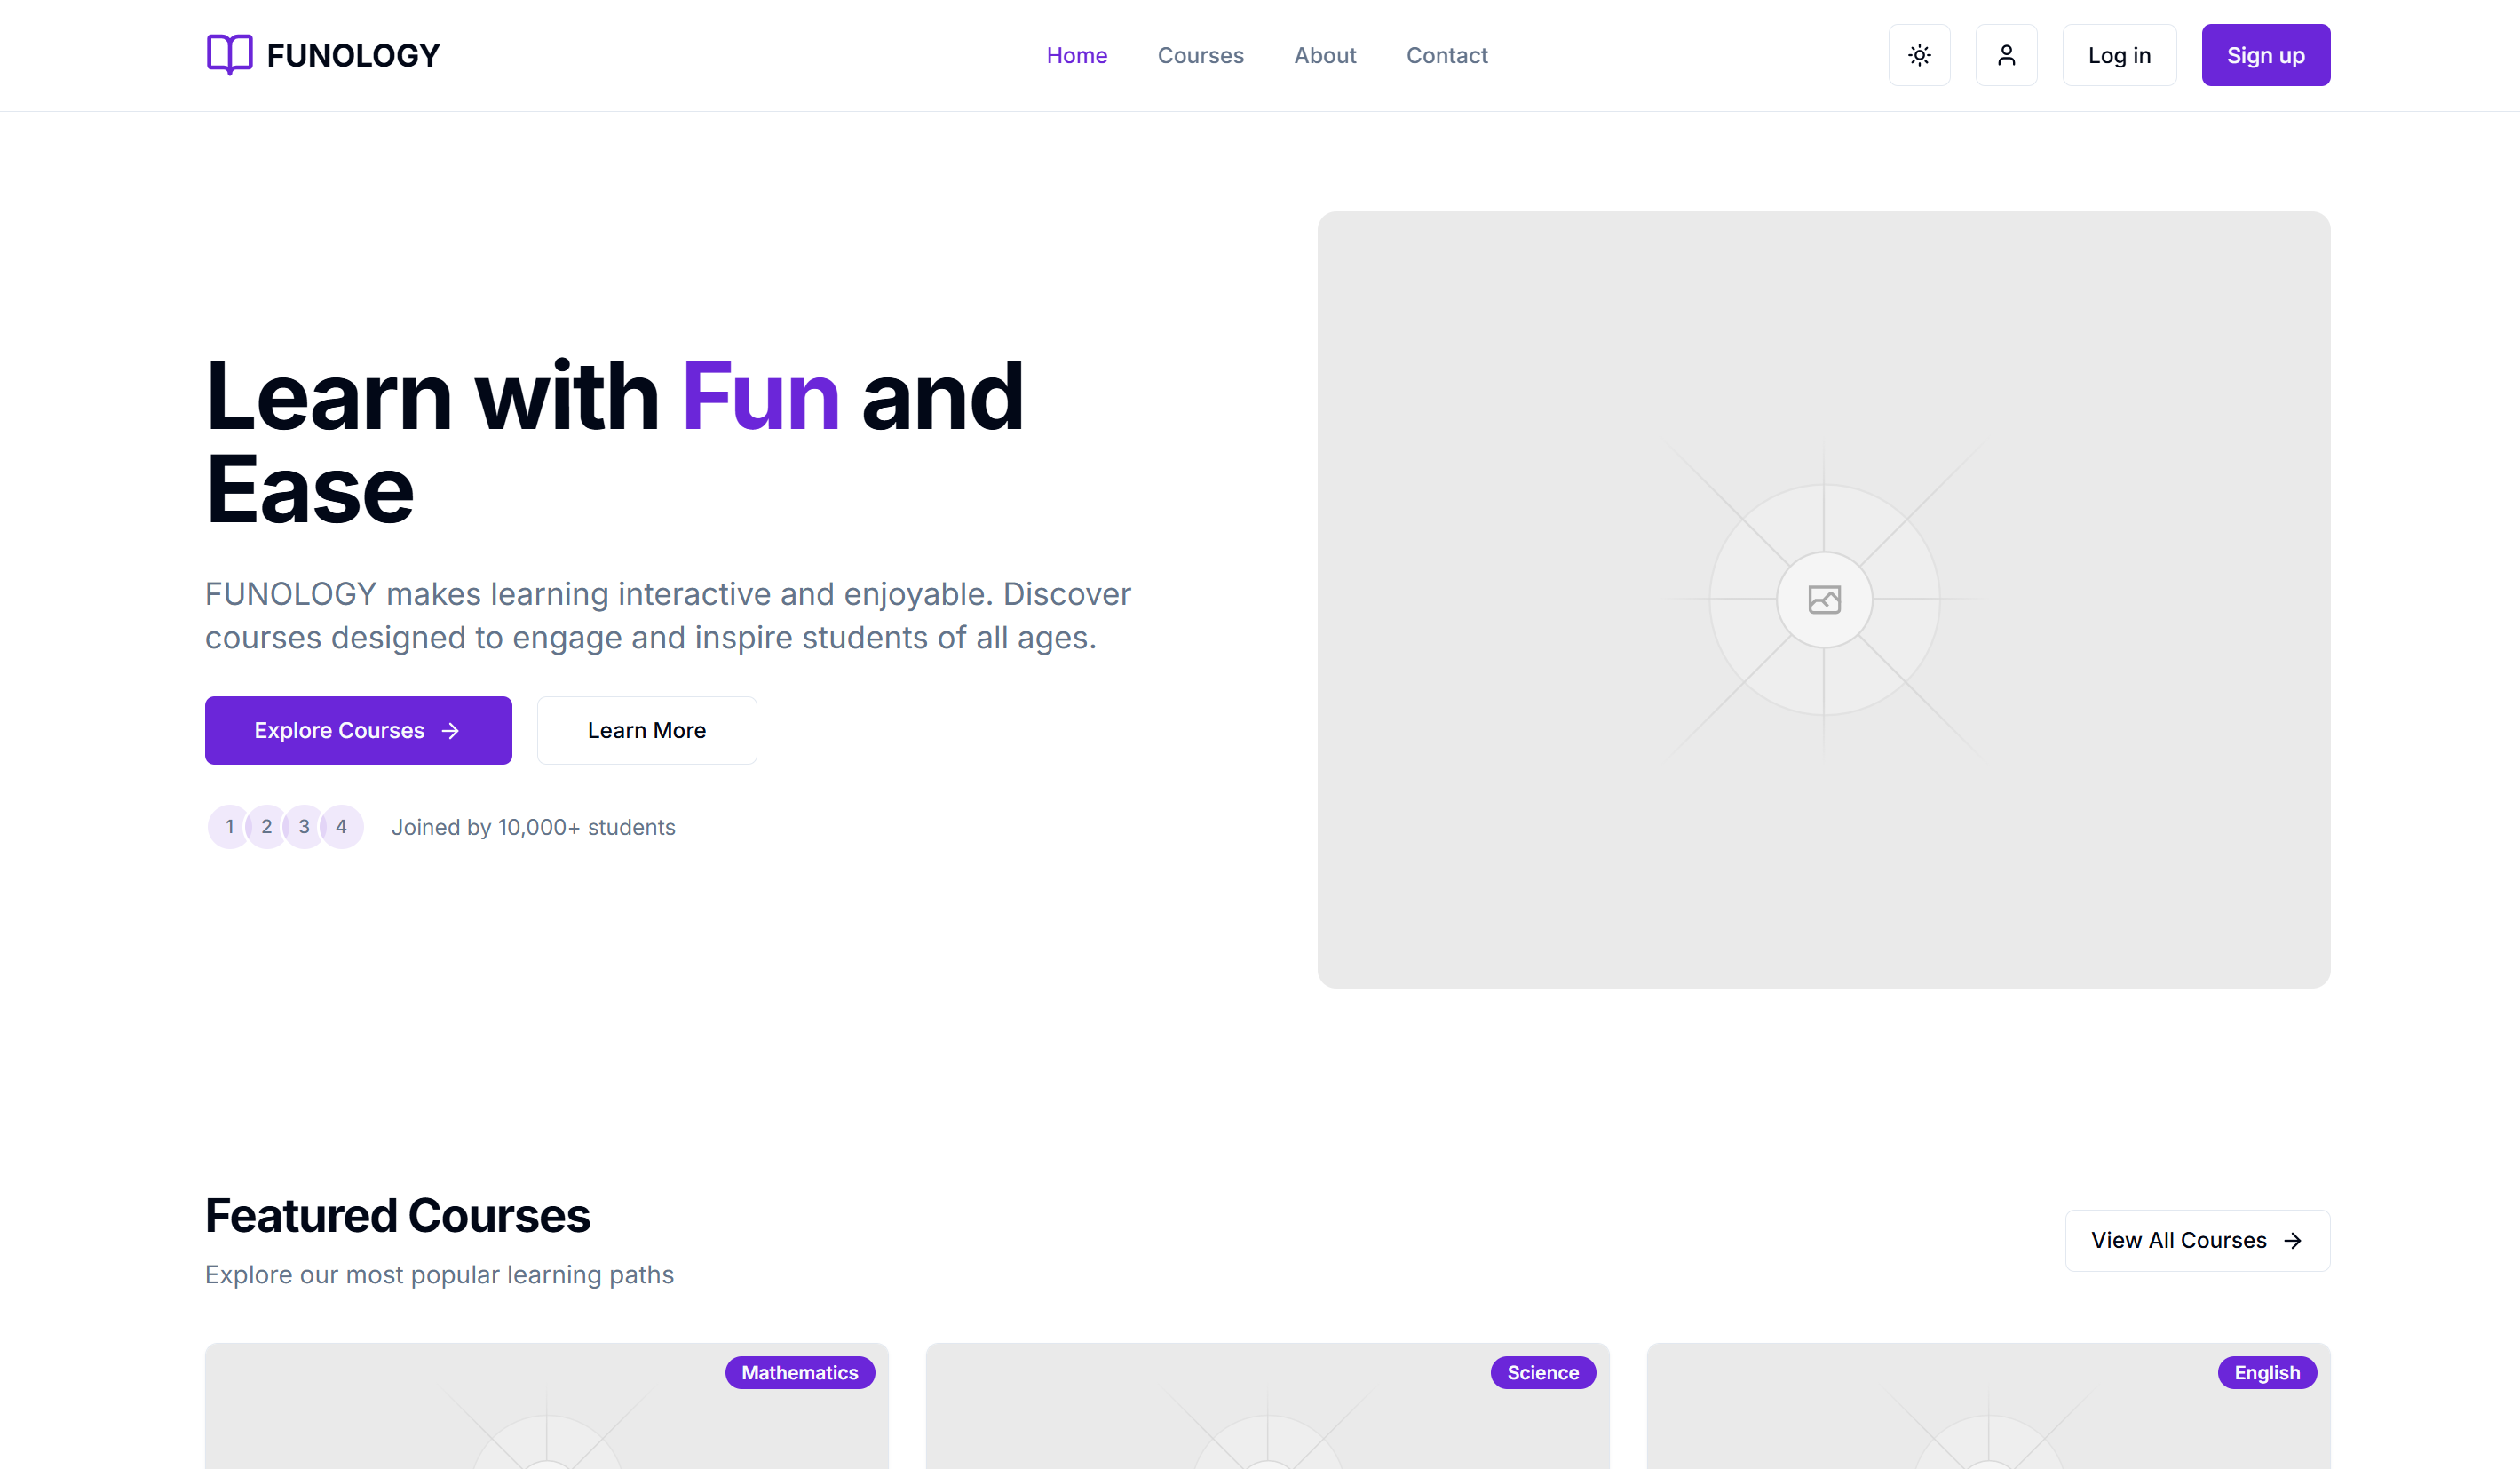 FUNOLOGY
Home
Courses
About
Contact
Log in
Sign up
Learn with Fun and
Ease
FUNOLOGY makes learning interactive and enjoyable. Discover
courses designed to engage and inspire students of all ages.
Explore Courses
Learn More
1 2 3 4
Joined by 10,000+ students
Featured Courses
Explore our most popular learning paths
View All Courses
Mathematics
Science
English